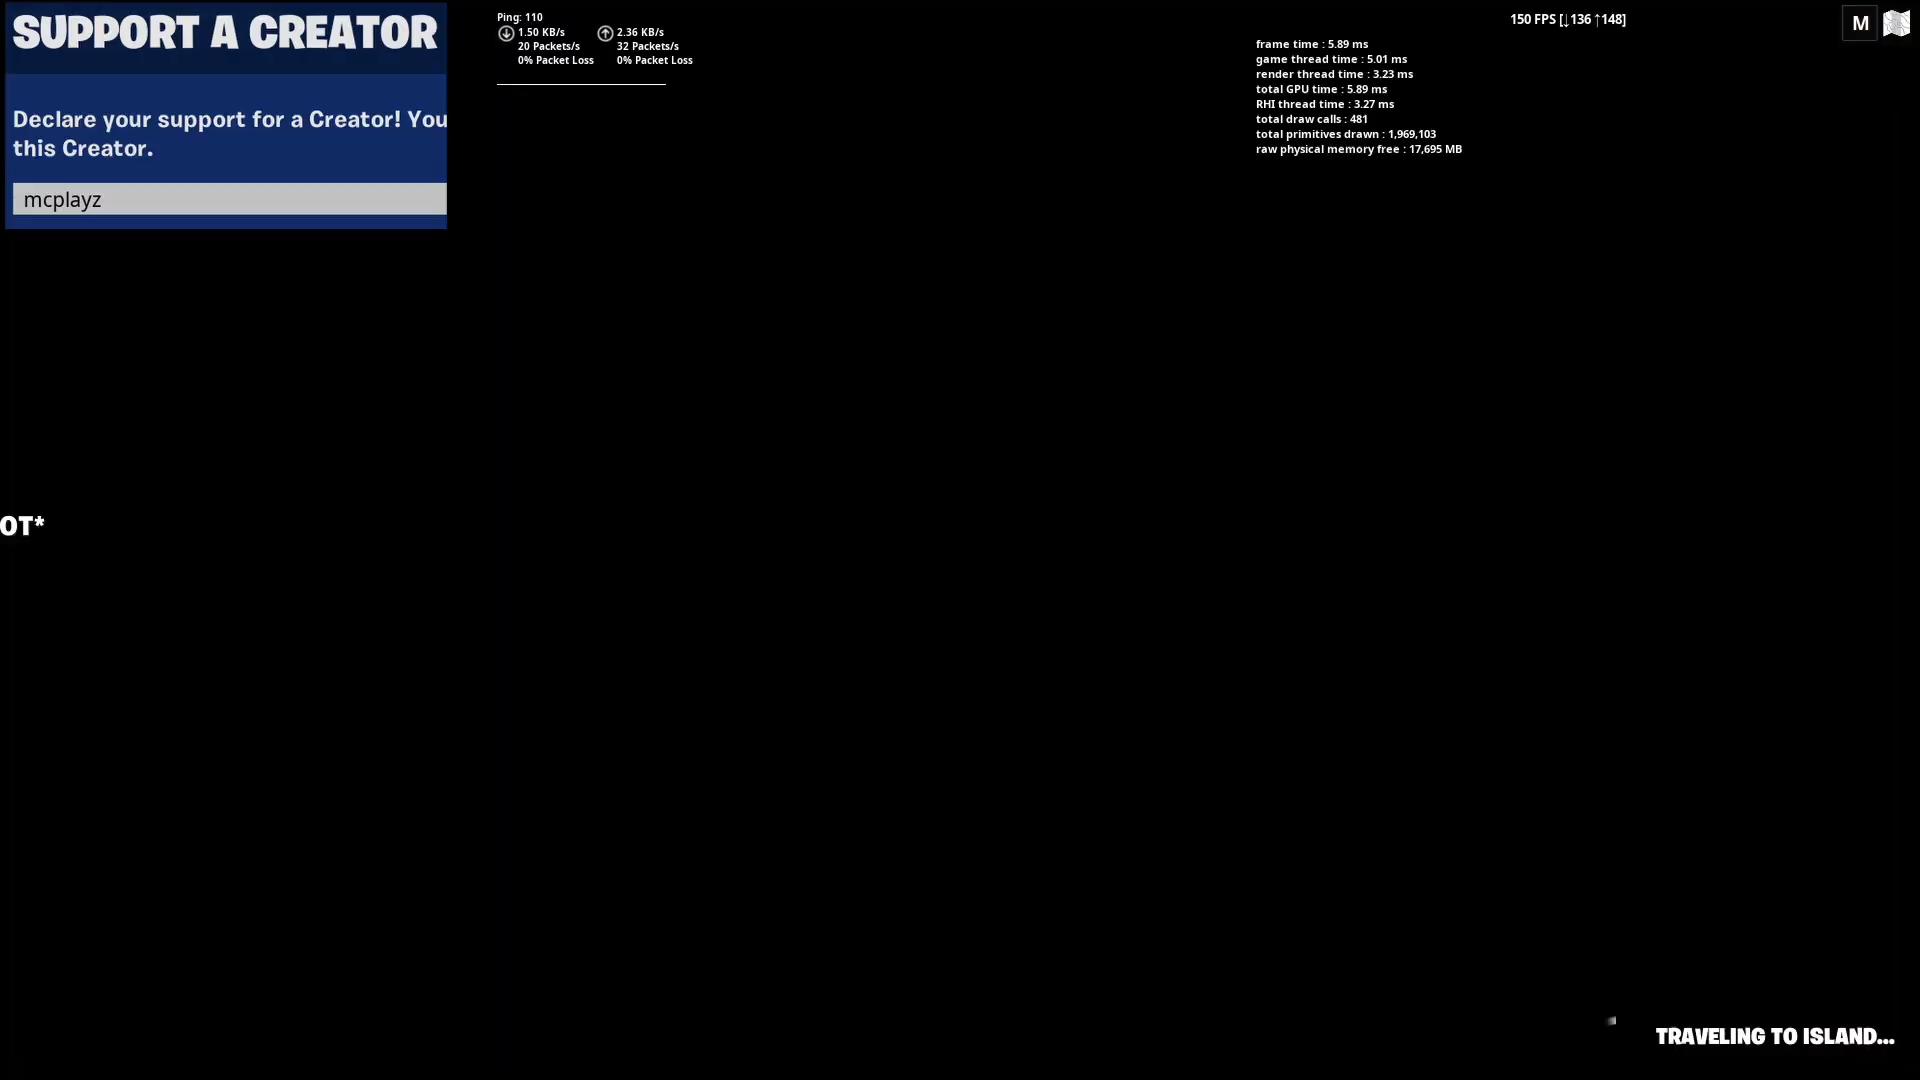 SUPPORT A CREATOR
Declare your support for a Creator! You
this Creator.
mcplayz
Ping: 110
1.50 KB/s 2.36 KB/s
20 Packets/s 32 Packets/s
0% Packet Loss 0% Packet Loss
150 FPS [↓136 ↑148]
frame time : 5.89 ms
game thread time : 5.01 ms
render thread time : 3.23 ms
total GPU time : 5.89 ms
RHI thread time : 3.27 ms
total draw calls : 481
total primitives drawn : 1,969,103
raw physical memory free : 17,695 MB
M
OT*
TRAVELING TO ISLAND...